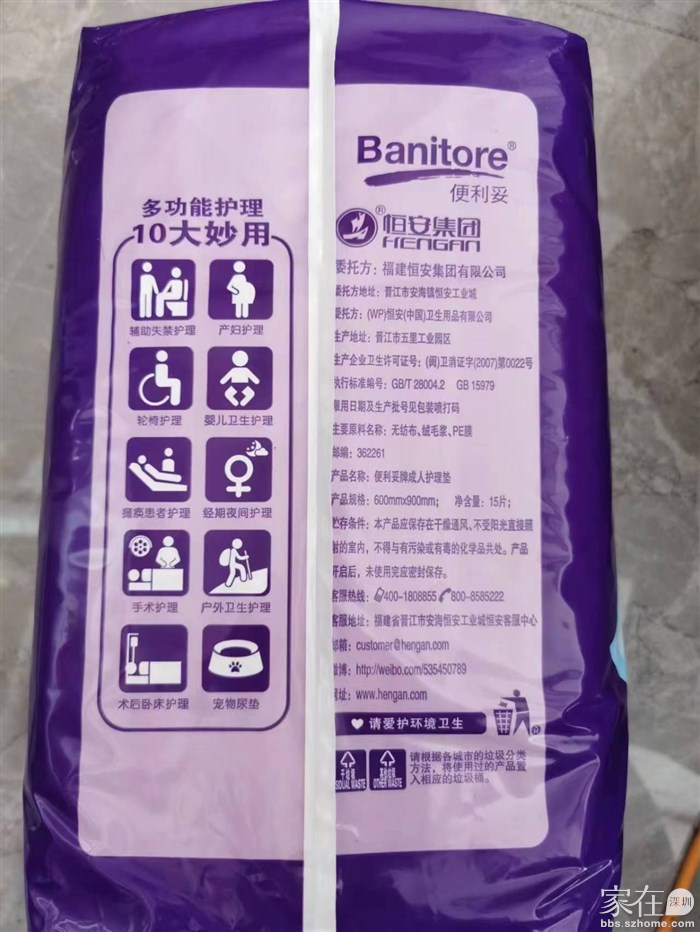 多功能护理
10大妙用
辅助失禁护理
产妇护理
轮椅护理
婴儿卫生护理
瘫痪患者护理
经期夜间护理
手术护理
户外卫生护理
术后卧床护理
宠物尿垫
Banitore®
便利妥
®
恒安集团
HENGAN
委托方：福建恒安集团有限公司
委托方地址：晋江市安海镇恒安工业城
委托方：(WP)恒安(中国)卫生用品有限公司
生产地址：晋江市五里工业园区
生产企业卫生许可证号：(闽)卫消证字(2007)第0022号
执行标准编号：GB/T 28004.2 GB 15979
限用日期及生产批号见包装喷打码
主要原料名称：无纺布、绒毛浆、PE膜
邮编：362261
产品名称：便利妥牌成人护理垫
产品规格：600mmx900mm； 净含量：15片；
贮存条件：本产品应保存在干燥通风、不受阳光直接照
射的室内，不得与有污染或有毒的化学品共处。产品
开启后，未使用完应密封保存。
客服热线：400-1808855 800-8585222
客服地址：福建省晋江市安海恒安工业城恒安客服中心
邮箱：customer@hengan.com
微博：http://weibo.com/535450789
网址：www.hengan.com
请爱护环境卫生
干垃圾
SIDUAL WASTE
其他垃圾
OTHER WASTE
请根据各城市的垃圾分类
方法，将使用过的产品置
入相应的垃圾桶。
家在深圳
bbs.szhome.com